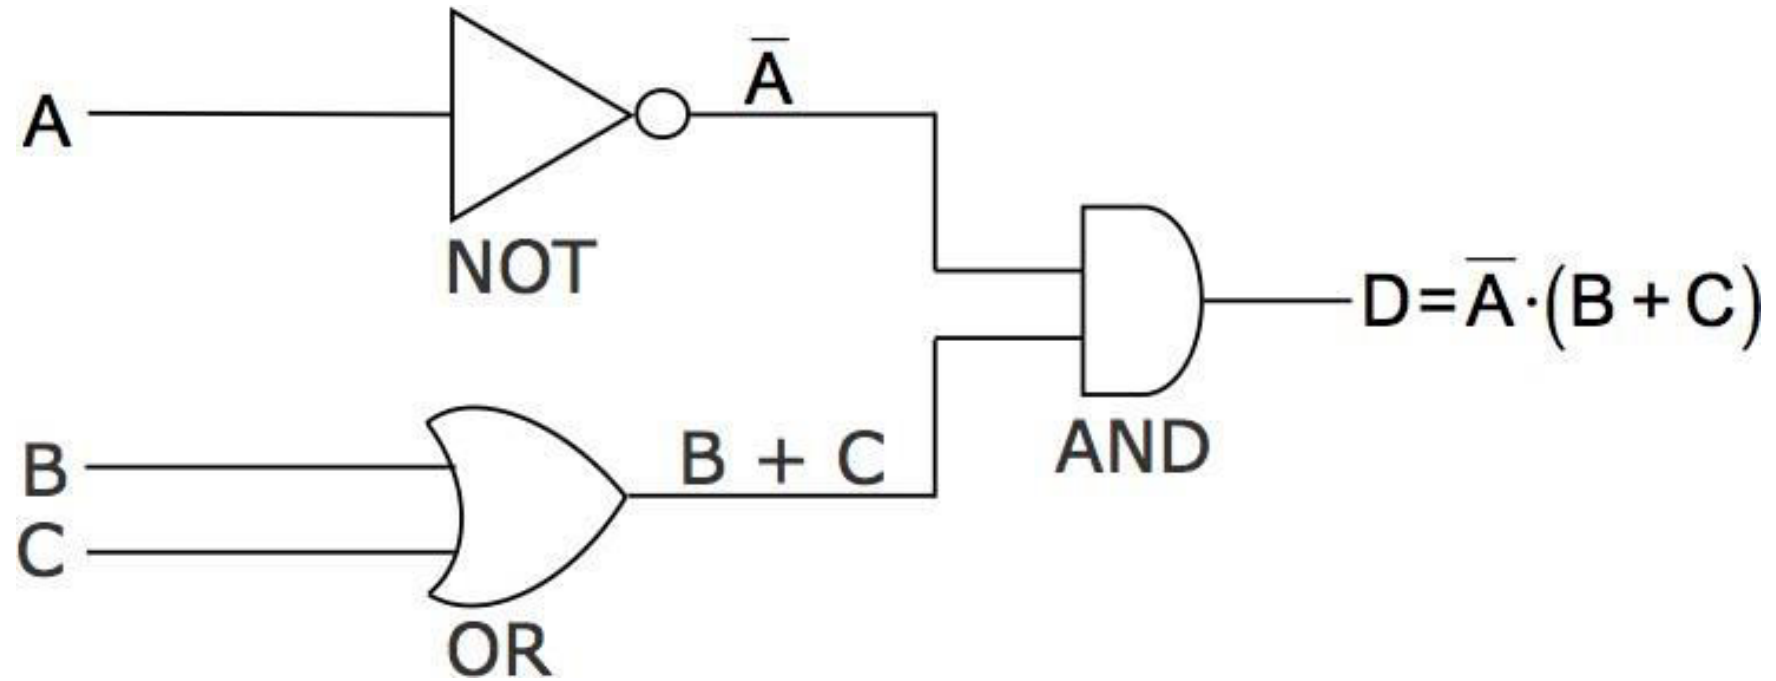 A
A̅
NOT
D=A̅·(B + C)
B
B + C
AND
C
OR